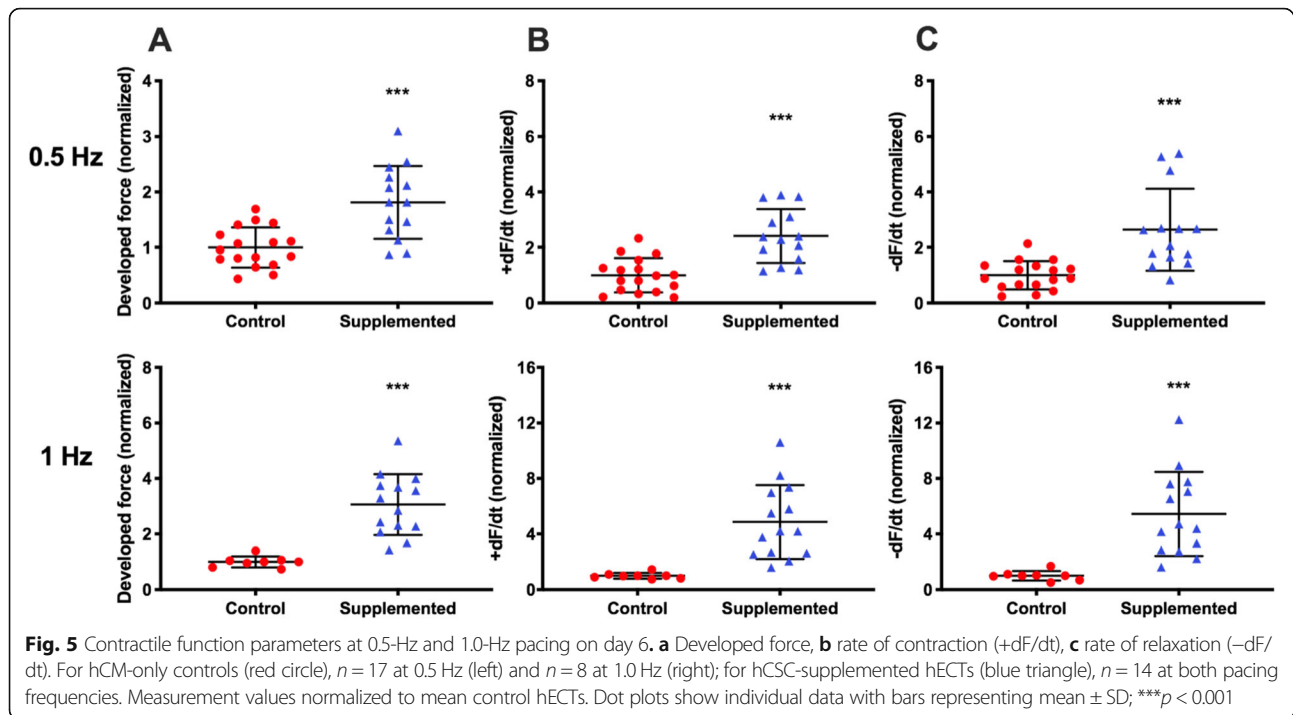 A B C
0.5 Hz
Developed force (normalized)
4
3
2
1
0
***
Control Supplemented
+dF/dt (normalized)
8
6
4
2
0
***
Control Supplemented
-dF/dt (normalized)
8
6
4
2
0
***
Control Supplemented
1 Hz
Developed force (normalized)
8
6
4
2
0
***
Control Supplemented
+dF/dt (normalized)
16
12
8
4
0
***
Control Supplemented
-dF/dt (normalized)
16
12
8
4
0
***
Control Supplemented
Fig. 5 Contractile function parameters at 0.5-Hz and 1.0-Hz pacing on day 6. a Developed force, b rate of contraction (+dF/dt), c rate of relaxation (−dF/
dt). For hCM-only controls (red circle), n = 17 at 0.5 Hz (left) and n = 8 at 1.0 Hz (right); for hCSC-supplemented hECTs (blue triangle), n = 14 at both pacing
frequencies. Measurement values normalized to mean control hECTs. Dot plots show individual data with bars representing mean ± SD; ***p < 0.001